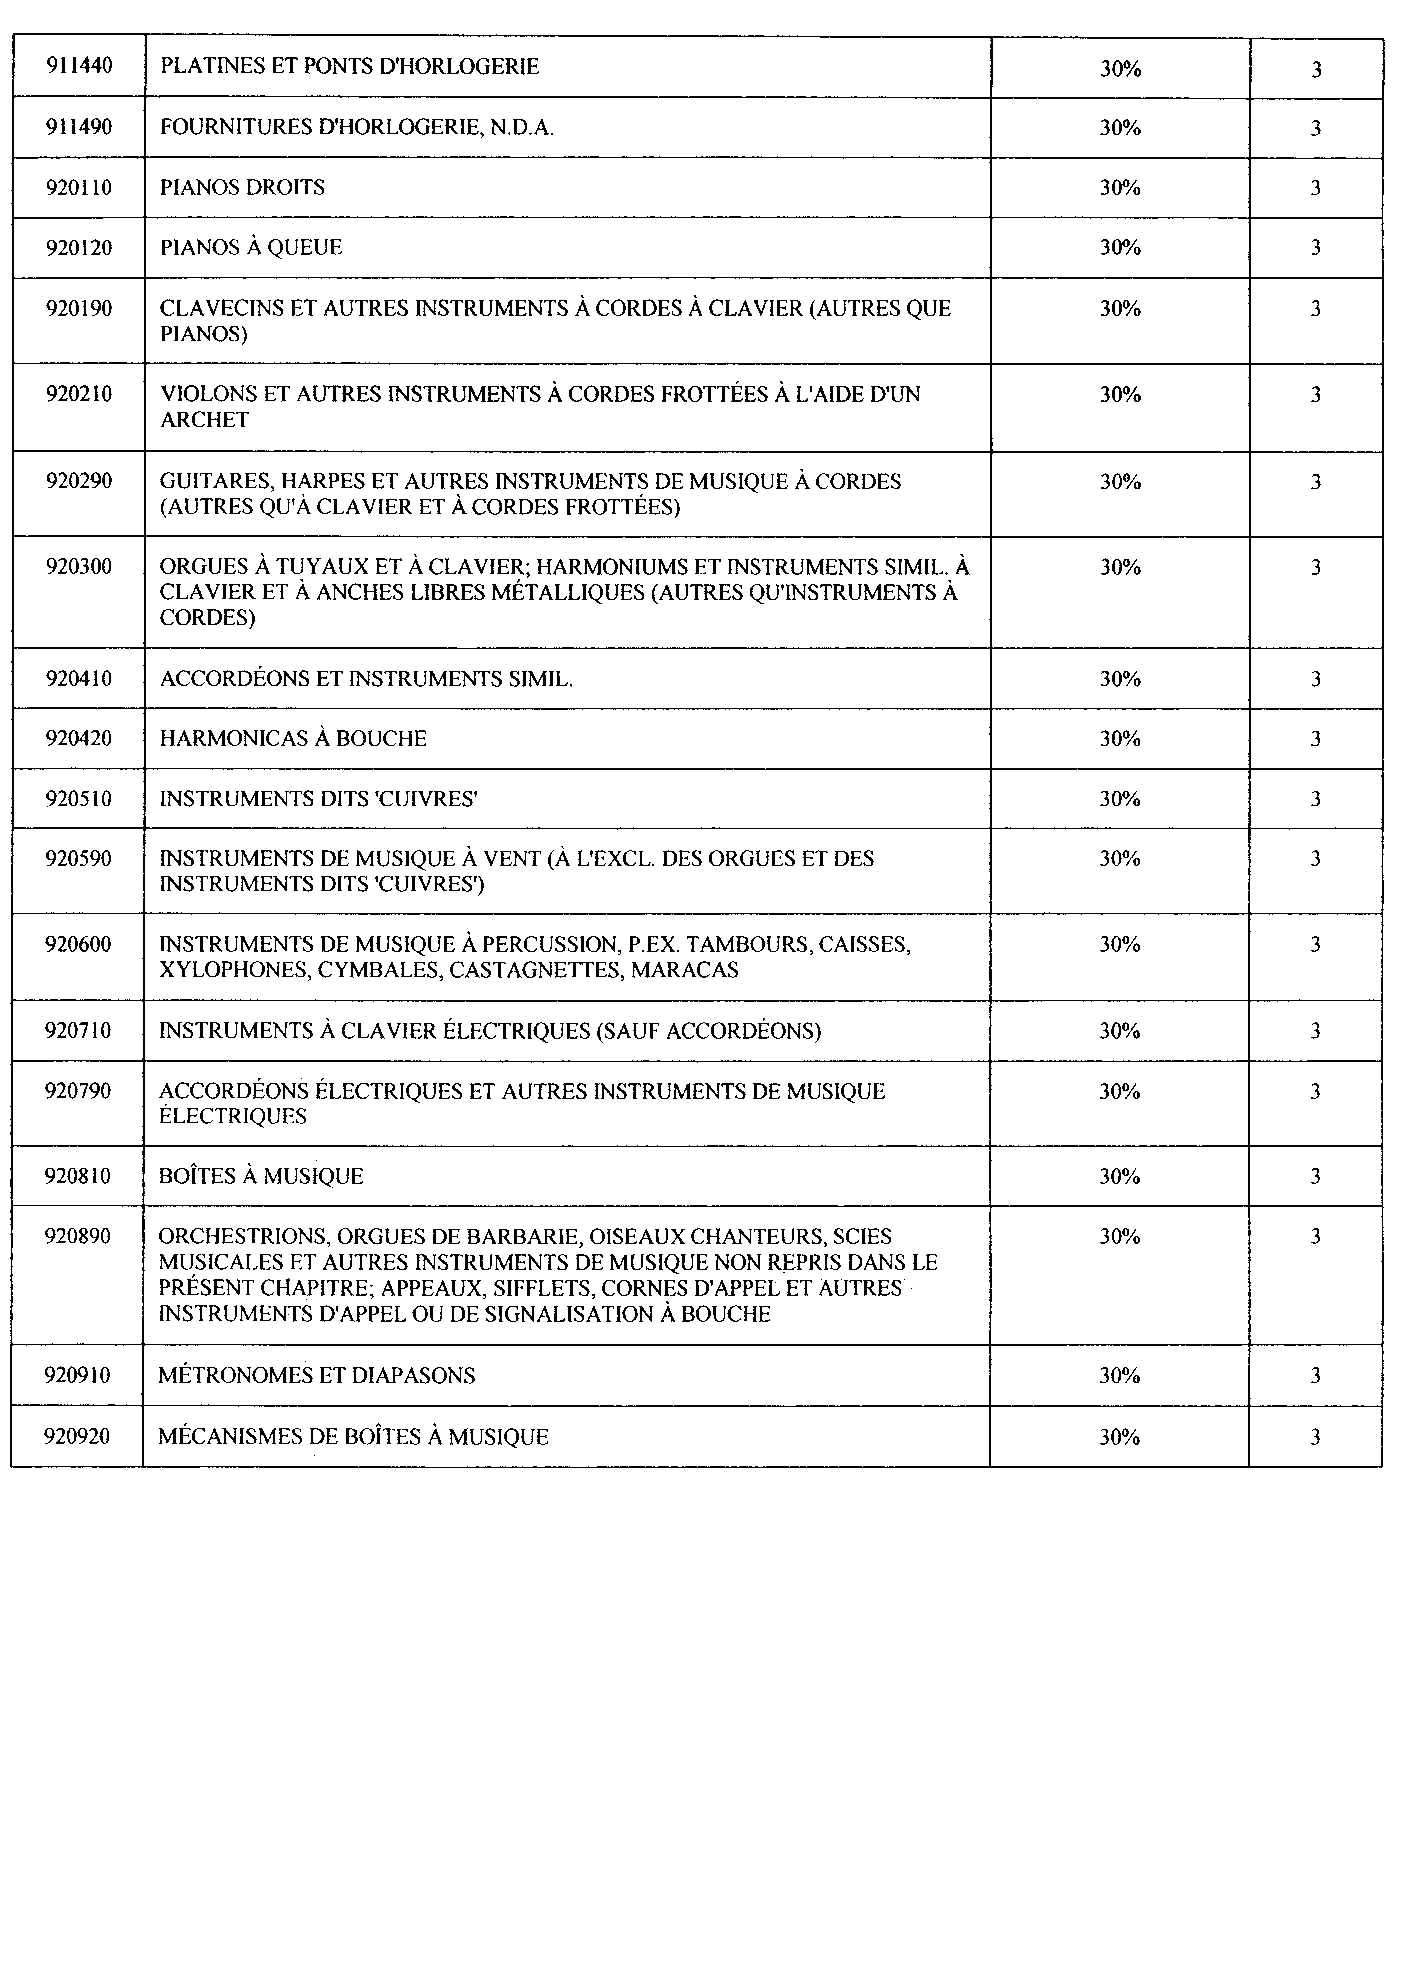 911440 PLATINES ET PONTS D'HORLOGERIE 30% 3
911490 FOURNITURES D'HORLOGERIE, N.D.A. 30% 3
920110 PIANOS DROITS 30% 3
920120 PIANOS À QUEUE 30% 3
920190 CLAVECINS ET AUTRES INSTRUMENTS À CORDES À CLAVIER (AUTRES QUE 30% 3
PIANOS)
920210 VIOLONS ET AUTRES INSTRUMENTS À CORDES FROTTÉES À L'AIDE D'UN 30% 3
ARCHET
920290 GUITARES, HARPES ET AUTRES INSTRUMENTS DE MUSIQUE À CORDES 30% 3
(AUTRES QU'À CLAVIER ET À CORDES FROTTÉES)
920300 ORGUES À TUYAUX ET À CLAVIER; HARMONIUMS ET INSTRUMENTS SIMIL. À 30% 3
CLAVIER ET À ANCHES LIBRES MÉTALLIQUES (AUTRES QU'INSTRUMENTS À
CORDES)
920410 ACCORDÉONS ET INSTRUMENTS SIMIL. 30% 3
920420 HARMONICAS À BOUCHE 30% 3
920510 INSTRUMENTS DITS 'CUIVRES' 30% 3
920590 INSTRUMENTS DE MUSIQUE À VENT (À L'EXCL. DES ORGUES ET DES 30% 3
INSTRUMENTS DITS 'CUIVRES')
920600 INSTRUMENTS DE MUSIQUE À PERCUSSION, P.EX. TAMBOURS, CAISSES, 30% 3
XYLOPHONES, CYMBALES, CASTAGNETTES, MARACAS
920710 INSTRUMENTS À CLAVIER ÉLECTRIQUES (SAUF ACCORDÉONS) 30% 3
920790 ACCORDÉONS ÉLECTRIQUES ET AUTRES INSTRUMENTS DE MUSIQUE 30% 3
ÉLECTRIQUES
920810 BOÎTES À MUSIQUE 30% 3
920890 ORCHESTRIONS, ORGUES DE BARBARIE, OISEAUX CHANTEURS, SCIES 30% 3
MUSICALES ET AUTRES INSTRUMENTS DE MUSIQUE NON REPRIS DANS LE
PRÉSENT CHAPITRE; APPEAUX, SIFFLETS, CORNES D'APPEL ET AUTRES
INSTRUMENTS D'APPEL OU DE SIGNALISATION À BOUCHE
920910 MÉTRONOMES ET DIAPASONS 30% 3
920920 MÉCANISMES DE BOÎTES À MUSIQUE 30% 3